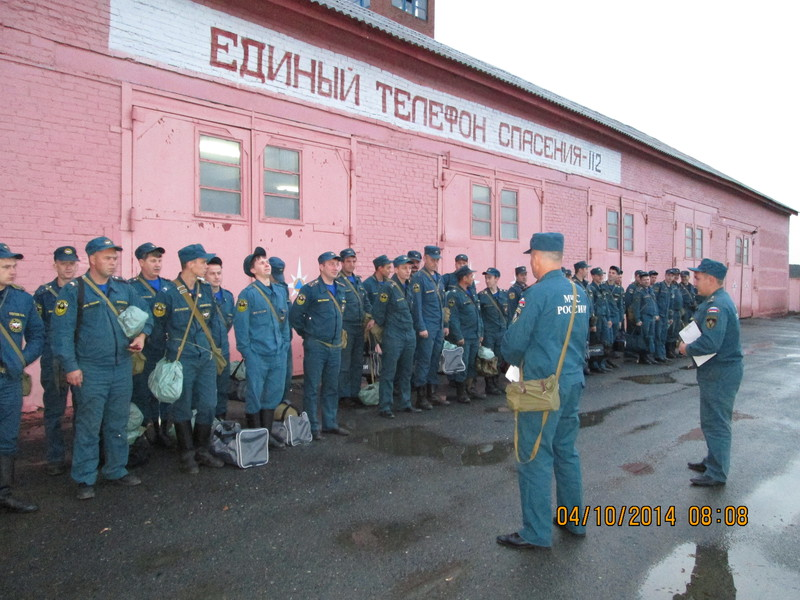 ЕДИНЫЙ ТЕЛЕФОН СПАСЕНИЯ-112
МЧС
РОССИИ
04/10/2014 08:08